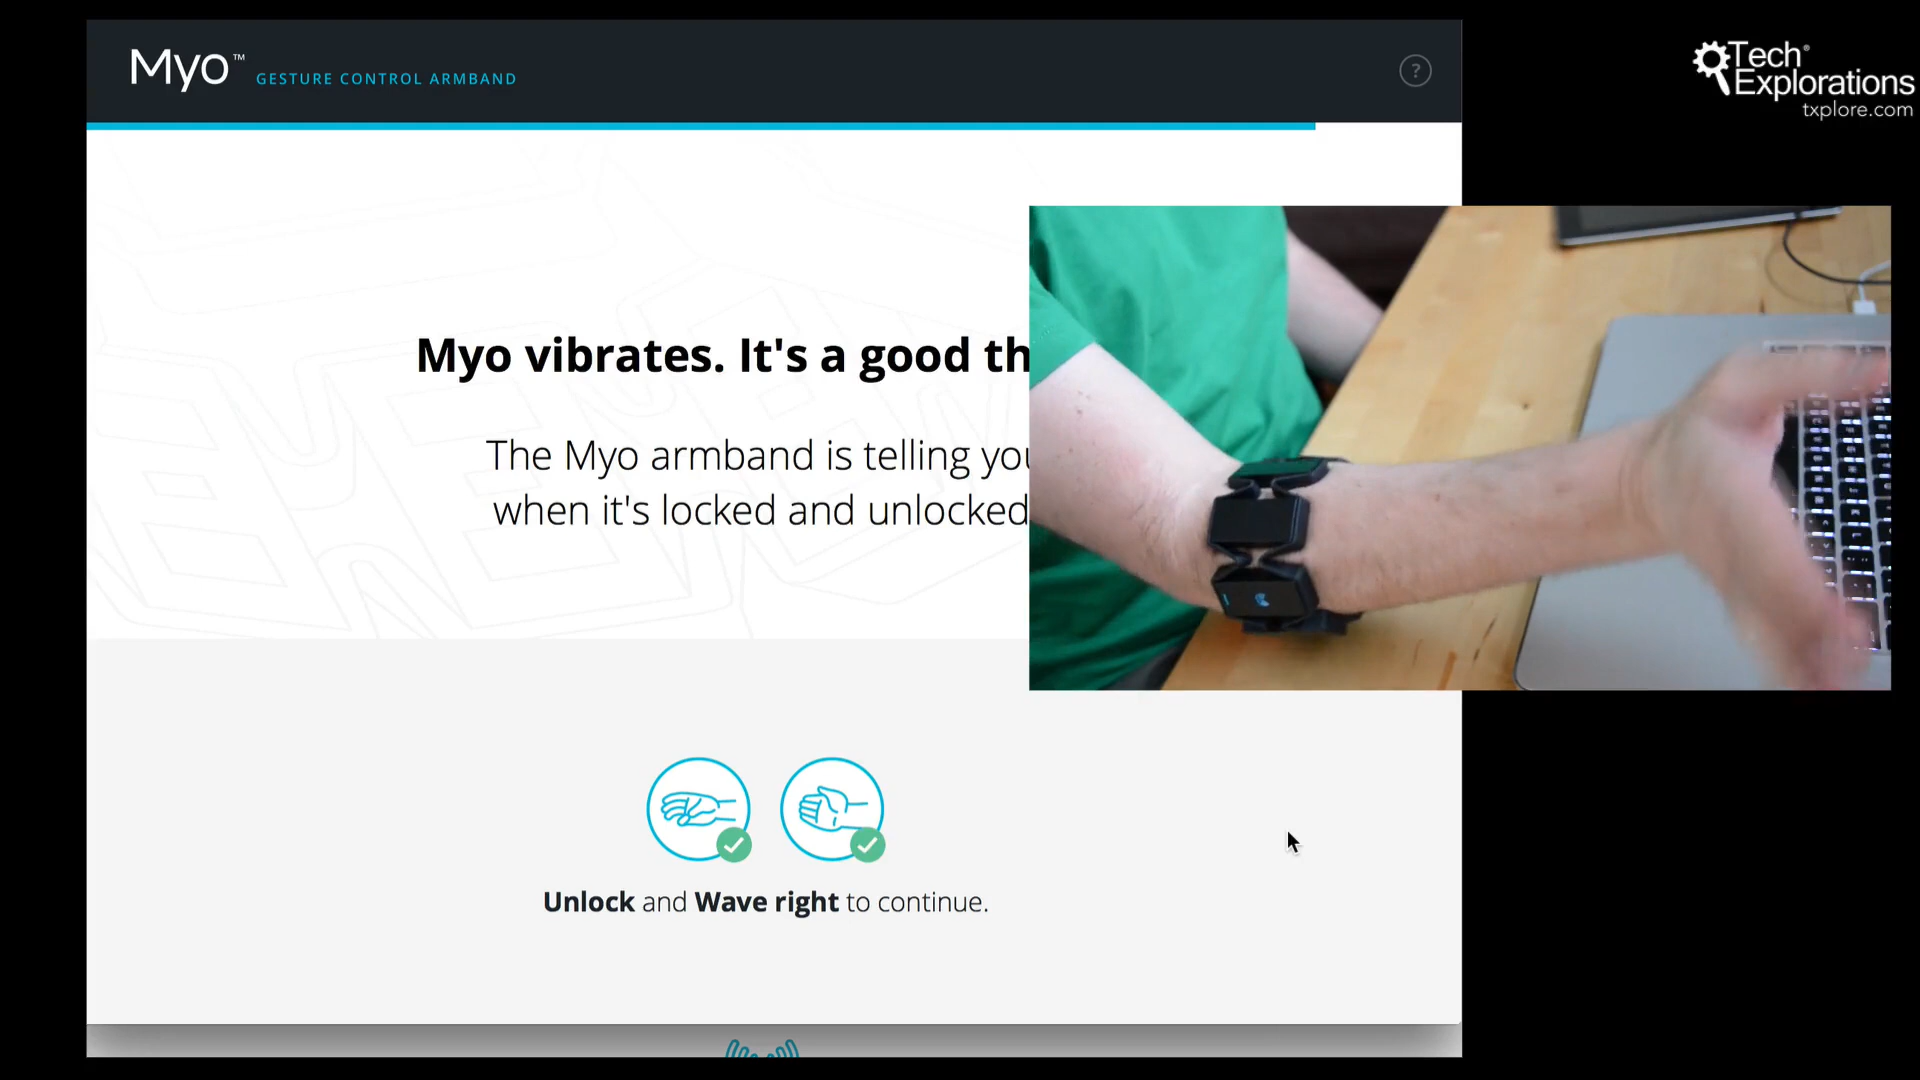 Myo™ GESTURE CONTROL ARMBAND
?
Tech®
Explorations
txplore.com
Myo vibrates. It's a good th
The Myo armband is telling you
when it's locked and unlocked
Unlock and Wave right to continue.